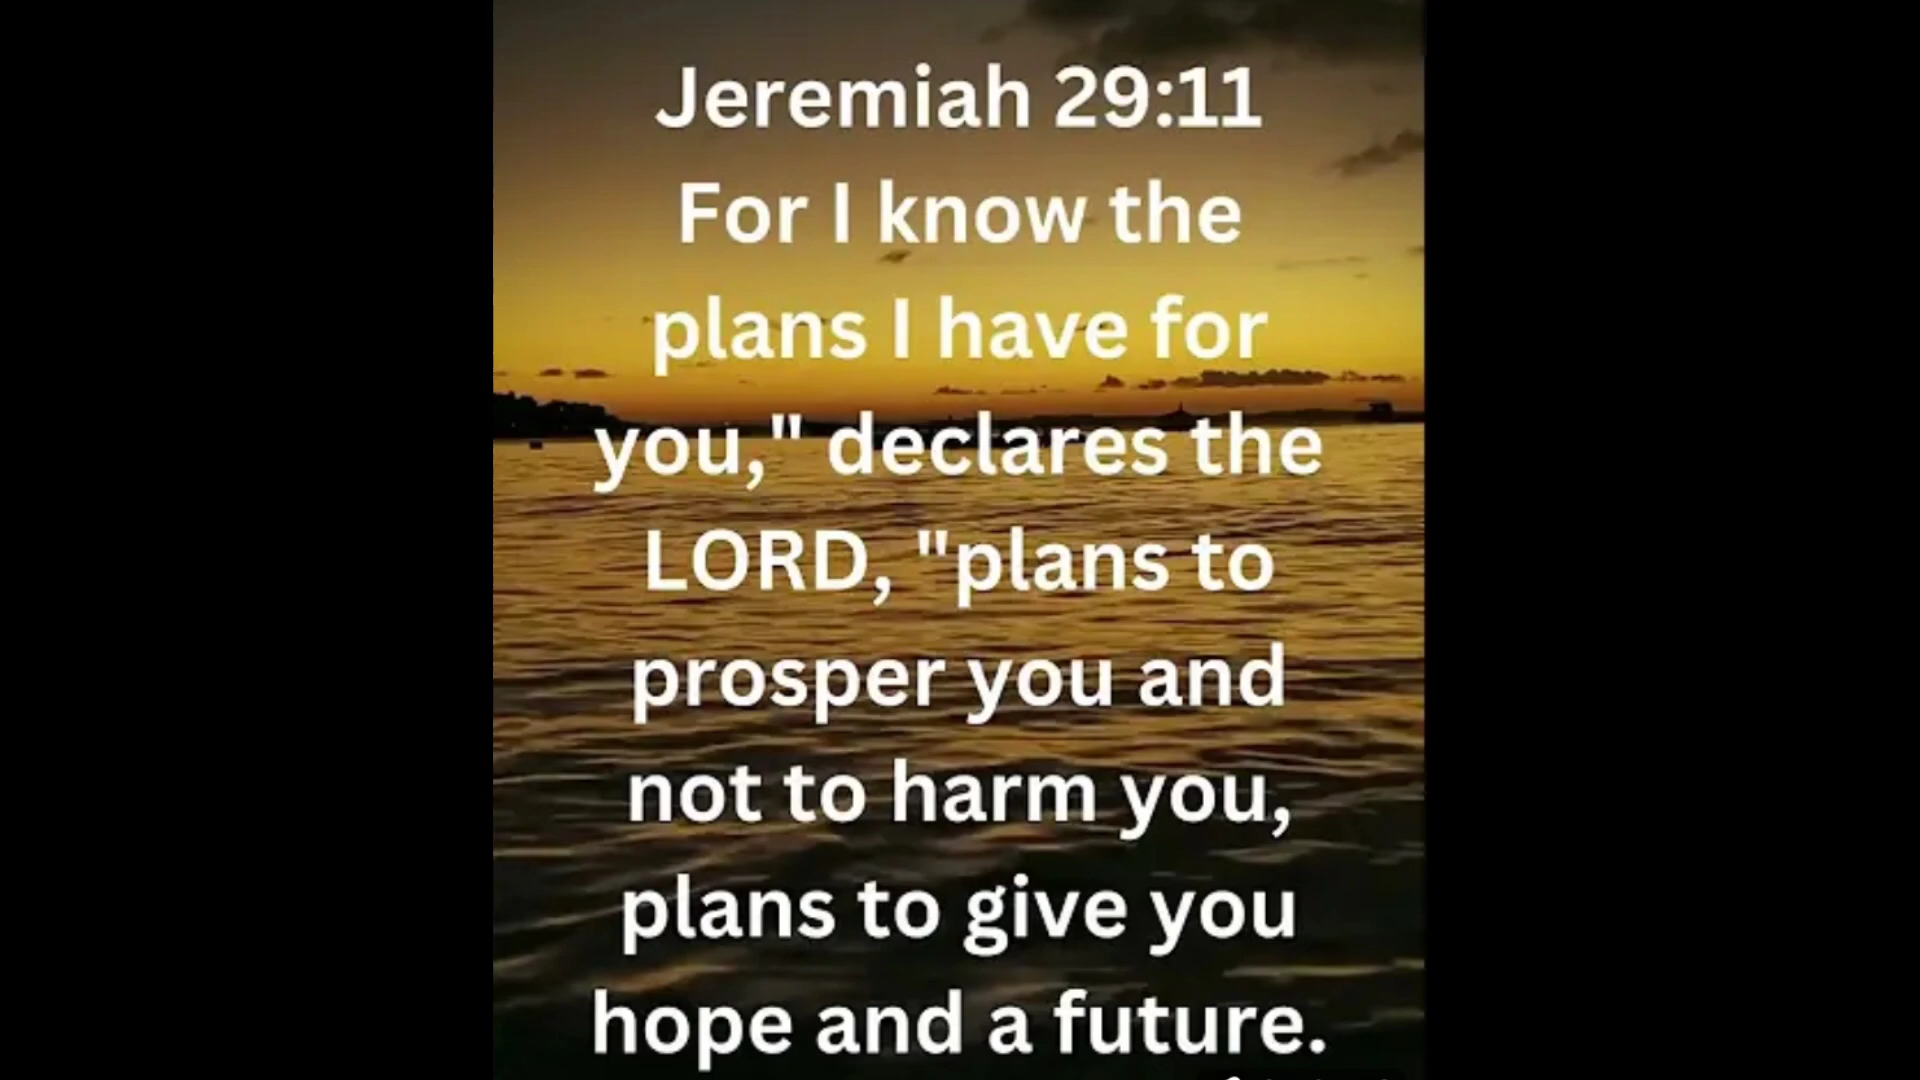 Jeremiah 29:11
For I know the
plans I have for
you," declares the
LORD, "plans to
prosper you and
not to harm you,
plans to give you
hope and a future.